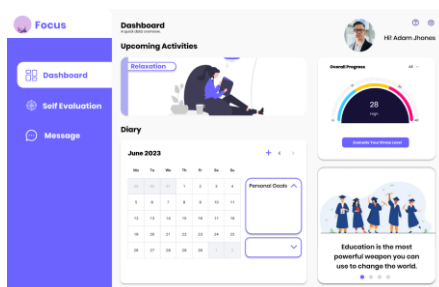 Focus
Dashboard
Self Evaluation
Message
Dashboard
A quick data overview.
Upcoming Activities
Relaxation
Diary
June 2023
Mo Tu We Th Fr Sa Su
29 30 31 1 2 3 4
5 6 7 8 9 10 11
12 13 14 15 16 17 18
19 20 21 22 23 24 25
26 27 28 29 30 1 2
Personal Goals
Hi! Adam Jhones
Overall Progress
All
28
High
Evaluate Your Stress Level
Education is the most
powerful weapon you can
use to change the world.